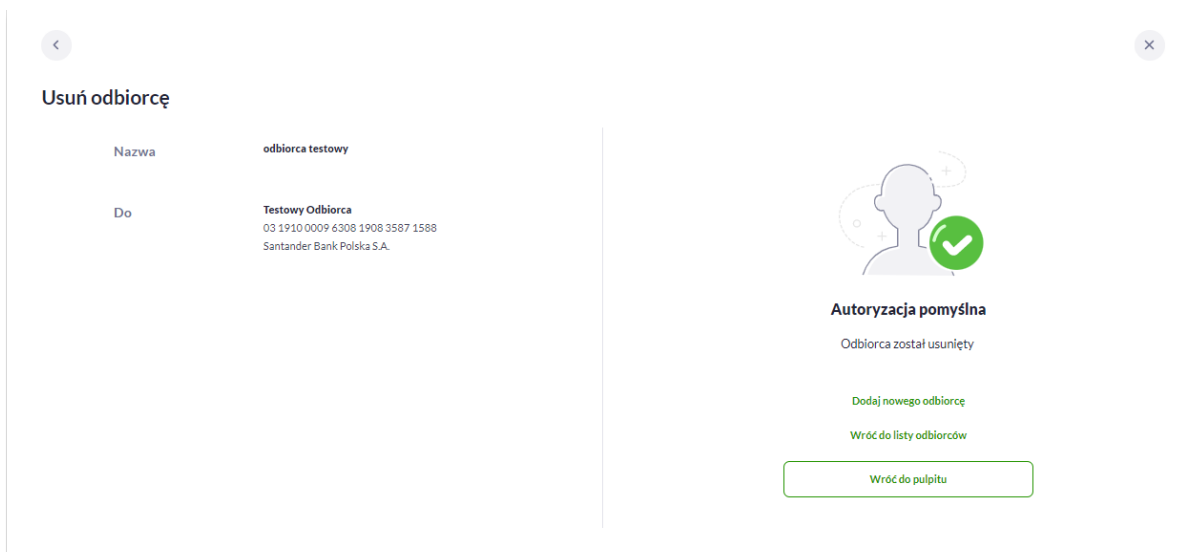 Usuń odbiorcę
Nazwa
odbiorca testowy
Do
Testowy Odbiorca
03 1910 0009 6308 1908 3587 1588
Santander Bank Polska S.A.
Autoryzacja pomyślna
Odbiorca został usunięty
Dodaj nowego odbiorcę
Wróć do listy odbiorców
Wróć do pulpitu